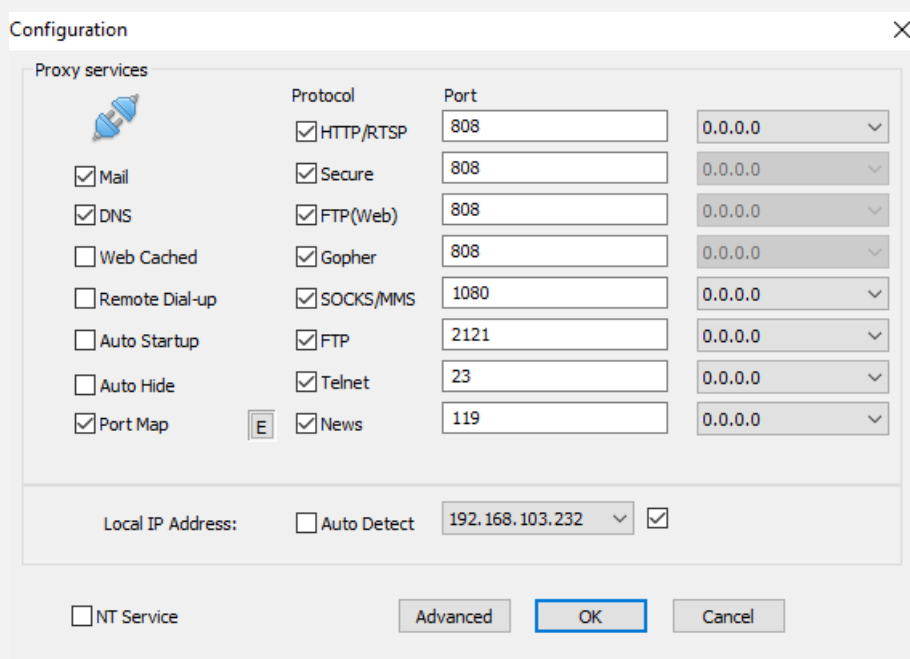 Configuration
Proxy services
Protocol Port
HTTP/RTSP 808 0.0.0.0
Mail Secure 808 0.0.0.0
DNS FTP(Web) 808 0.0.0.0
Web Cached Gopher 808 0.0.0.0
Remote Dial-up SOCKS/MMS 1080 0.0.0.0
Auto Startup FTP 2121 0.0.0.0
Auto Hide Telnet 23 0.0.0.0
Port Map E News 119 0.0.0.0
Local IP Address: Auto Detect 192.168.103.232
NT Service Advanced OK Cancel